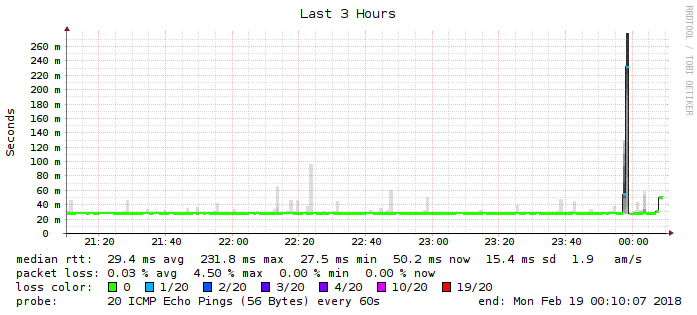 Last 3 Hours
RRDTOOL / TOBI OETIKER
Seconds
260 m
240 m
220 m
200 m
180 m
160 m
140 m
120 m
100 m
80 m
60 m
40 m
20 m
0
21:20 21:40 22:00 22:20 22:40 23:00 23:20 23:40 00:00
median rtt: 29.4 ms avg 231.8 ms max 27.5 ms min 50.2 ms now 15.4 ms sd 1.9 am/s
packet loss: 0.03 % avg 4.50 % max 0.00 % min 0.00 % now
loss color: 0 1/20 2/20 3/20 4/20 10/20 19/20
probe: 20 ICMP Echo Pings (56 Bytes) every 60s end: Mon Feb 19 00:10:07 2018